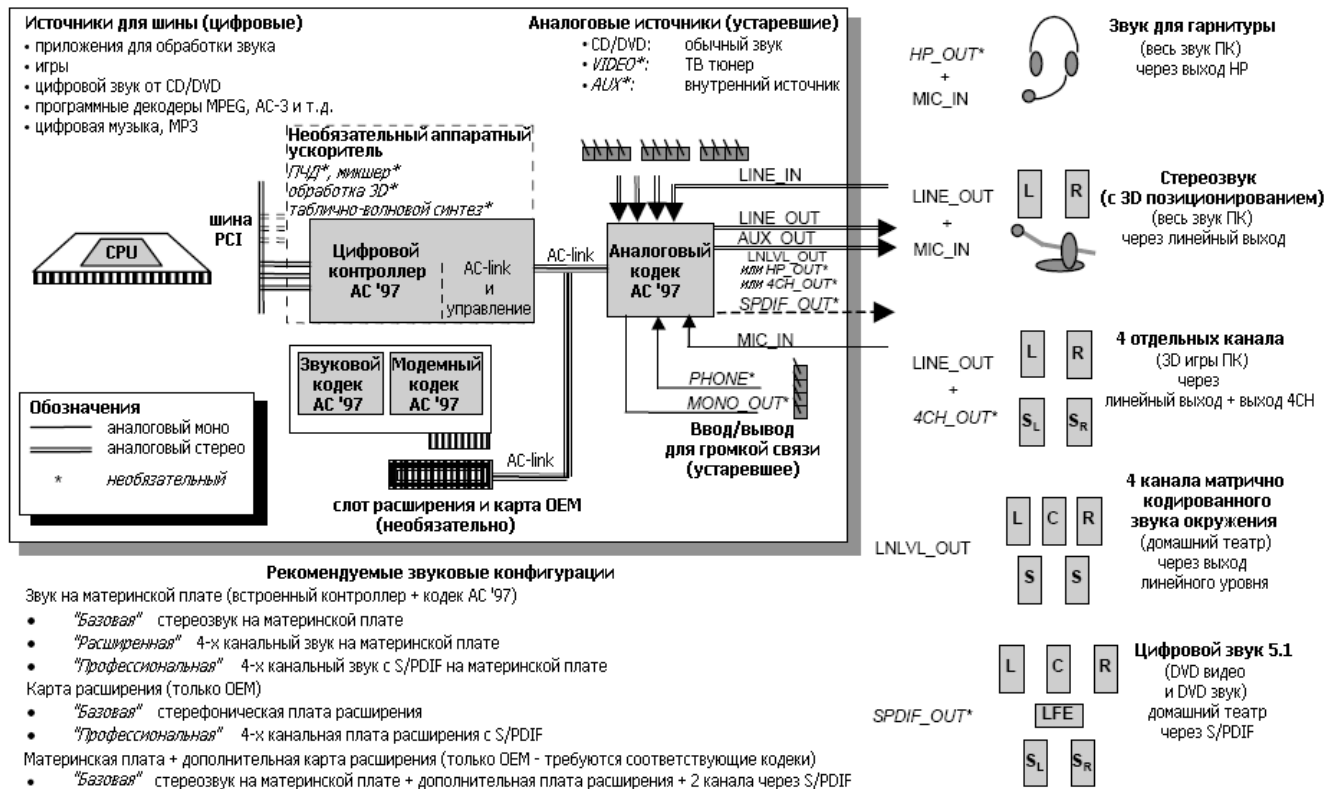 Источники для шины (цифровые)
• приложения для обработки звука
• игры
• цифровой звук от CD/DVD
• программные декодеры MPEG, AC-3 и т.д.
• цифровая музыка, MP3
Аналоговые источники (устаревшие)
• CD/DVD: обычный звук
• VIDEO*: ТВ тюнер
• AUX*: внутренний источник
Необязательный аппаратный
ускоритель
ПЧД*, микшер*
обработка 3D*
таблично-волновой синтез*
шина
PCI
CPU
Цифровой
контроллер
AC '97
AC-link
и
управление
AC-link
Аналоговый
кодек
AC '97
LINE_IN
LINE_OUT
AUX_OUT
LNLVL_OUT
или HP_OUT*
или 4CH_OUT*
SPDIF_OUT*
MIC_IN
PHONE*
MONO_OUT*
Ввод/вывод
для громкой связи
(устаревшее)
Звуковой
кодек
AC '97
Модемный
кодек
AC '97
AC-link
слот расширения и карта OEM
(необязательно)
Обозначения
аналоговый моно
аналоговый стерео
* необязательный
HP_OUT*
+
MIC_IN
Звук для гарнитуры
(весь звук ПК)
через выход HP
LINE_OUT
+
MIC_IN
L R
Стереозвук
(с 3D позиционированием)
(весь звук ПК)
через линейный выход
LINE_OUT
+
4CH_OUT*
L R
SL SR
4 отдельных канала
(3D игры ПК)
через
линейный выход + выход 4CH
LNLVL_OUT
L C R
S S
4 канала матрично
кодированного
звука окружения
(домашний театр)
через выход
линейного уровня
SPDIF_OUT*
L C R
LFE
SL SR
Цифровой звук 5.1
(DVD видео
и DVD звук)
домашний театр
через S/PDIF
Рекомендуемые звуковые конфигурации
Звук на материнской плате (встроенный контроллер + кодек AC '97)
• "Базовая" стереозвук на материнской плате
• "Расширенная" 4-х канальный звук на материнской плате
• "Профессиональная" 4-х канальный звук с S/PDIF на материнской плате
Карта расширения (только OEM)
• "Базовая" стерефоническая плата расширения
• "Профессиональная" 4-х канальная плата расширения с S/PDIF
Материнская плата + дополнительная карта расширения (только OEM - требуются соответствующие кодеки)
• "Базовая" стереозвук на материнской плате + дополнительная плата расширения + 2 канала через S/PDIF